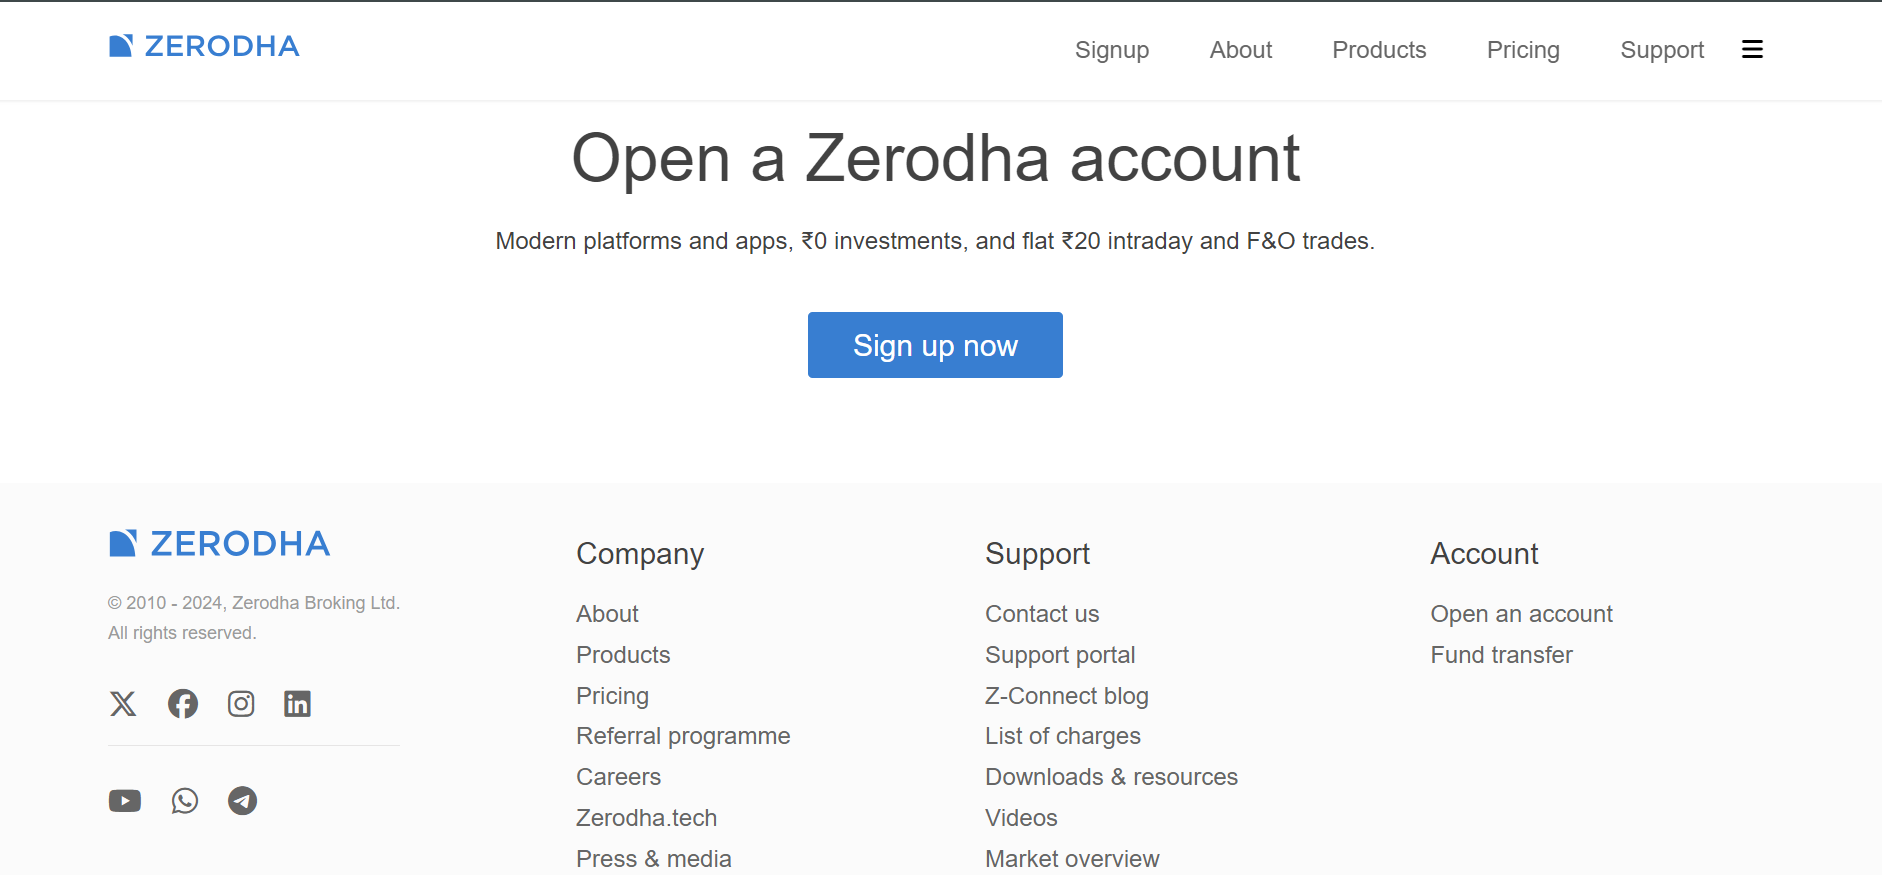 ZERODHA
Signup About Products Pricing Support
Open a Zerodha account
Modern platforms and apps, ₹0 investments, and flat ₹20 intraday and F&O trades.
Sign up now
ZERODHA
© 2010 - 2024, Zerodha Broking Ltd.
All rights reserved.
Company
About
Products
Pricing
Referral programme
Careers
Zerodha.tech
Press & media
Support
Contact us
Support portal
Z-Connect blog
List of charges
Downloads & resources
Videos
Market overview
Account
Open an account
Fund transfer